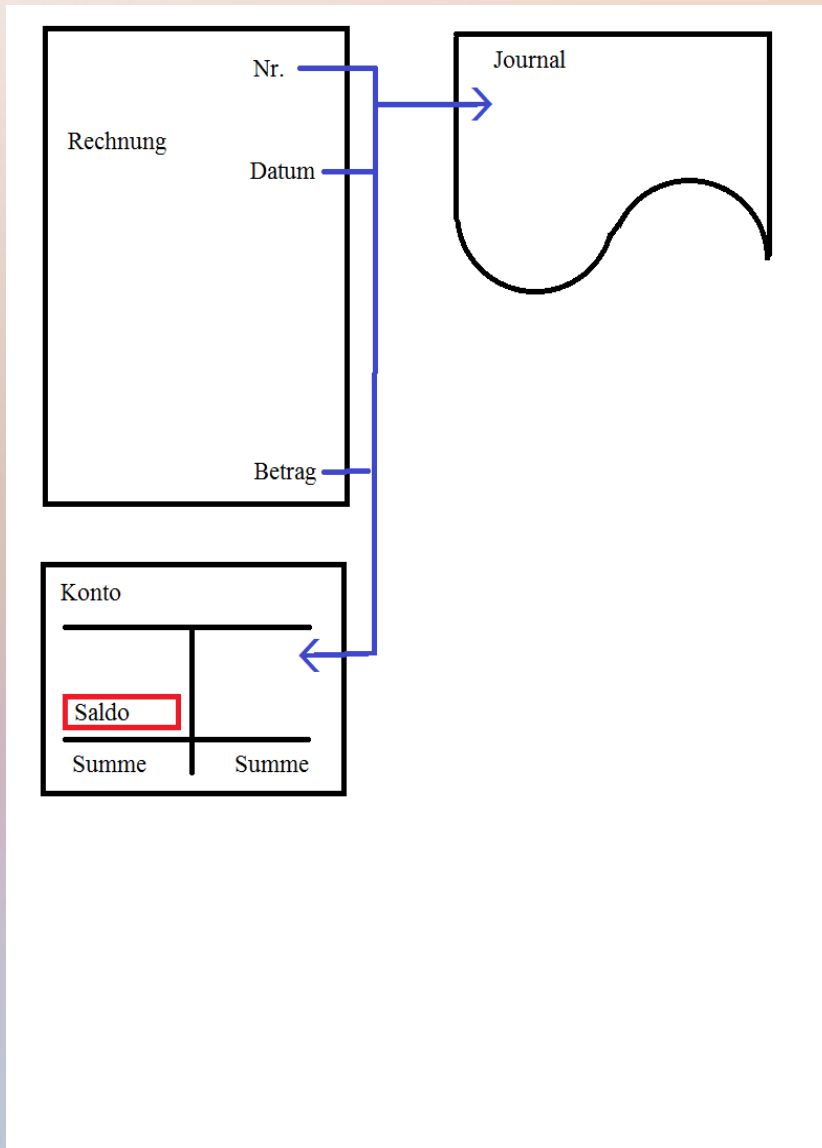 Nr.
Rechnung
Datum
Betrag
Journal
Konto
Saldo
Summe Summe